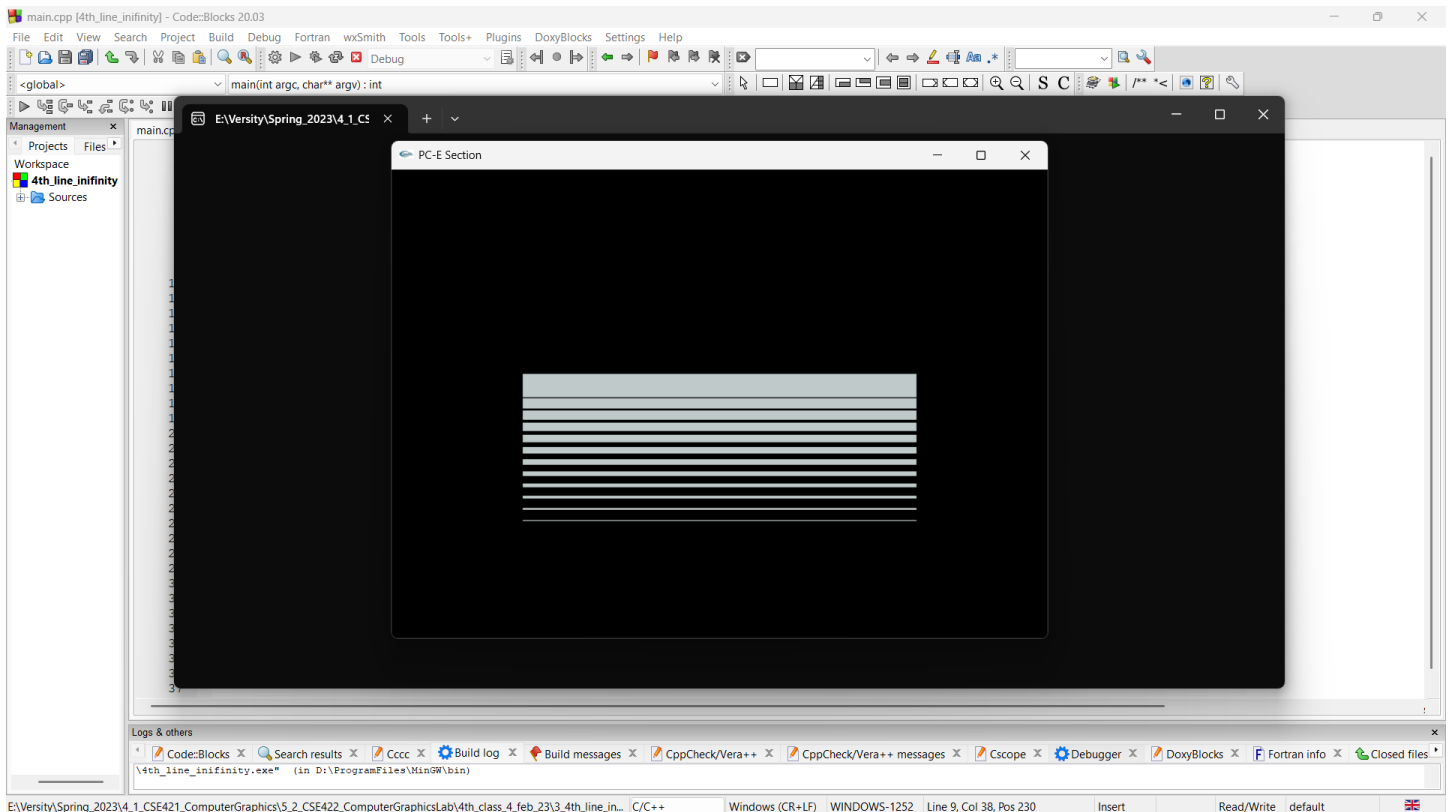 main.cpp [4th_line_inifinity] - Code::Blocks 20.03
File Edit View Search Project Build Debug Fortran wxSmith Tools Tools+ Plugins DoxyBlocks Settings Help
Debug
<global> main(int argc, char** argv) : int
S C /** *<
E:\Versity\Spring_2023\4_1_CS
Management
main.cp
Projects Files
PC-E Section
Workspace
4th_line_inifinity
Sources
Logs & others
Code::Blocks Search results Cccc Build log Build messages CppCheck/Vera++ CppCheck/Vera++ messages Cscope Debugger DoxyBlocks Fortran info Closed files
\4th_line_inifinity.exe" (in D:\ProgramFiles\MinGW\bin)
E:\Versity\Spring_2023\4_1_CSE421_ComputerGraphics\5_2_CSE422_ComputerGraphicsLab\4th_class_4_feb_23\3_4th_line_in... C/C++ Windows (CR+LF) WINDOWS-1252 Line 9, Col 38, Pos 230 Insert Read/Write default